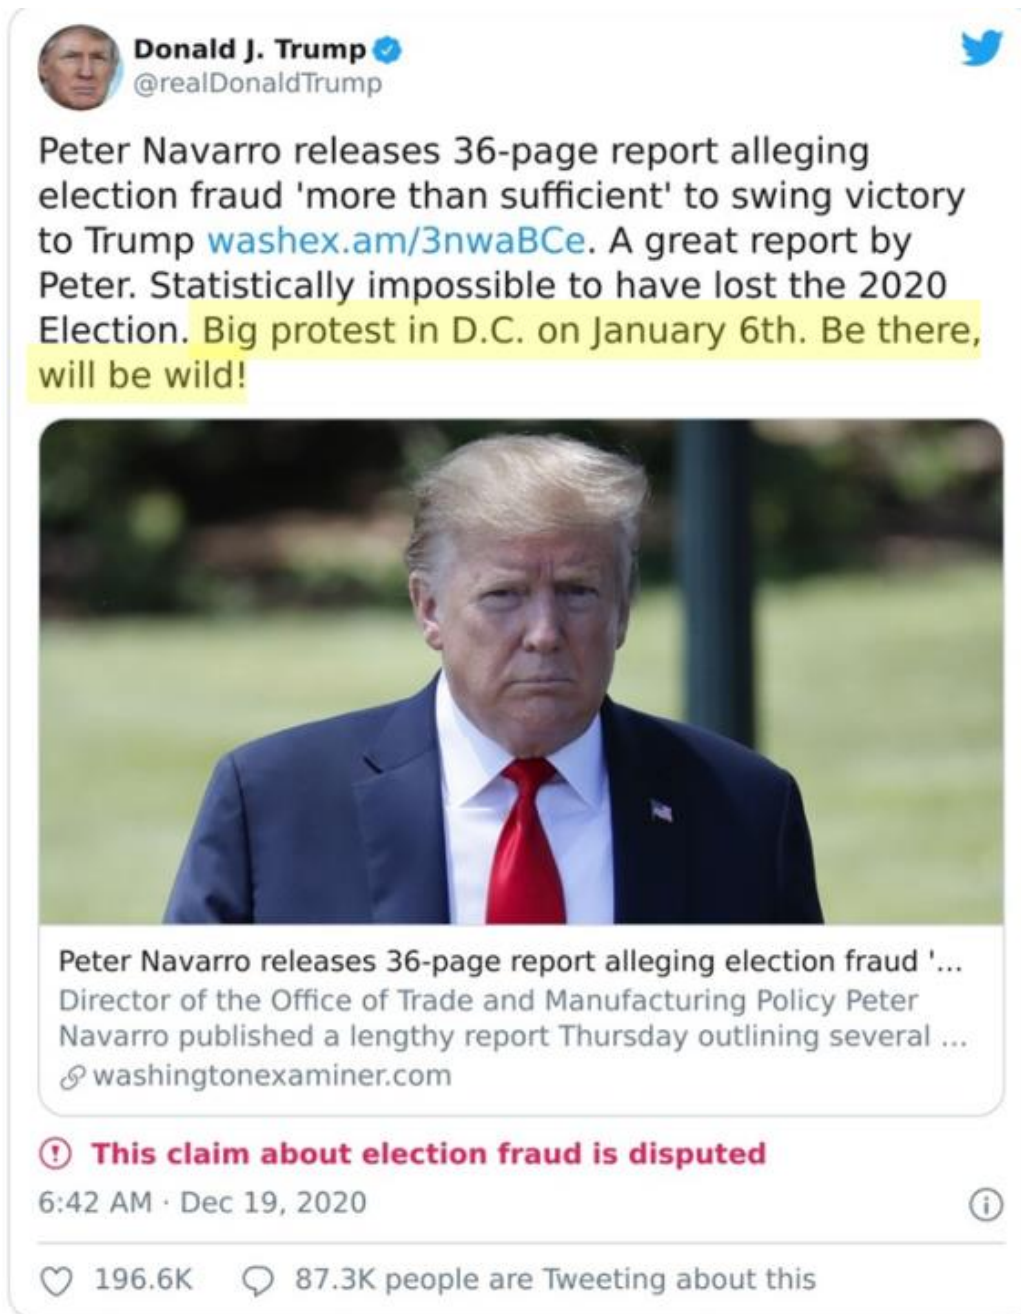 Donald J. Trump
@realDonaldTrump
Peter Navarro releases 36-page report alleging
election fraud 'more than sufficient' to swing victory
to Trump washex.am/3nwaBCe. A great report by
Peter. Statistically impossible to have lost the 2020
Election. Big protest in D.C. on January 6th. Be there,
will be wild!
Peter Navarro releases 36-page report alleging election fraud '...
Director of the Office of Trade and Manufacturing Policy Peter
Navarro published a lengthy report Thursday outlining several ...
washingtonexaminer.com
This claim about election fraud is disputed
6:42 AM · Dec 19, 2020
196.6K 87.3K people are Tweeting about this